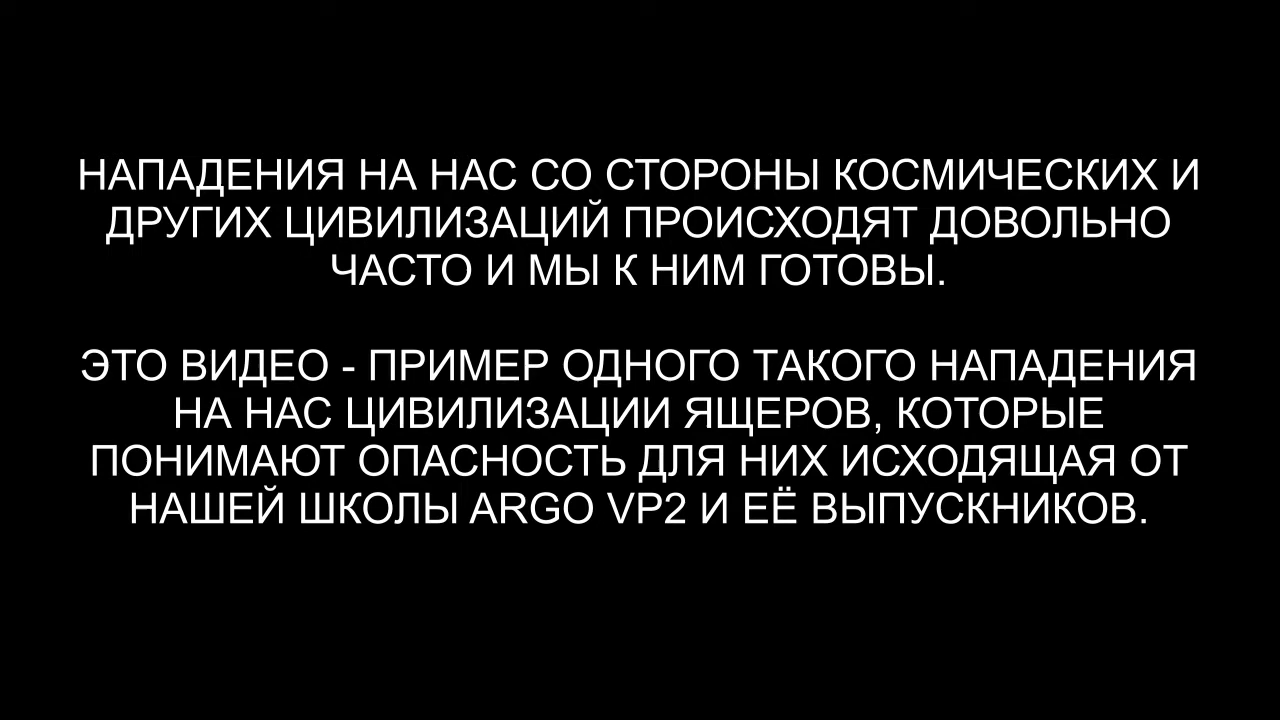 НАПАДЕНИЯ НА НАС СО СТОРОНЫ КОСМИЧЕСКИХ И
ДРУГИХ ЦИВИЛИЗАЦИЙ ПРОИСХОДЯТ ДОВОЛЬНО
ЧАСТО И МЫ К НИМ ГОТОВЫ.
ЭТО ВИДЕО - ПРИМЕР ОДНОГО ТАКОГО НАПАДЕНИЯ
НА НАС ЦИВИЛИЗАЦИИ ЯЩЕРОВ, КОТОРЫЕ
ПОНИМАЮТ ОПАСНОСТЬ ДЛЯ НИХ ИСХОДЯЩАЯ ОТ
НАШЕЙ ШКОЛЫ ARGO VP2 И ЕЁ ВЫПУСКНИКОВ.